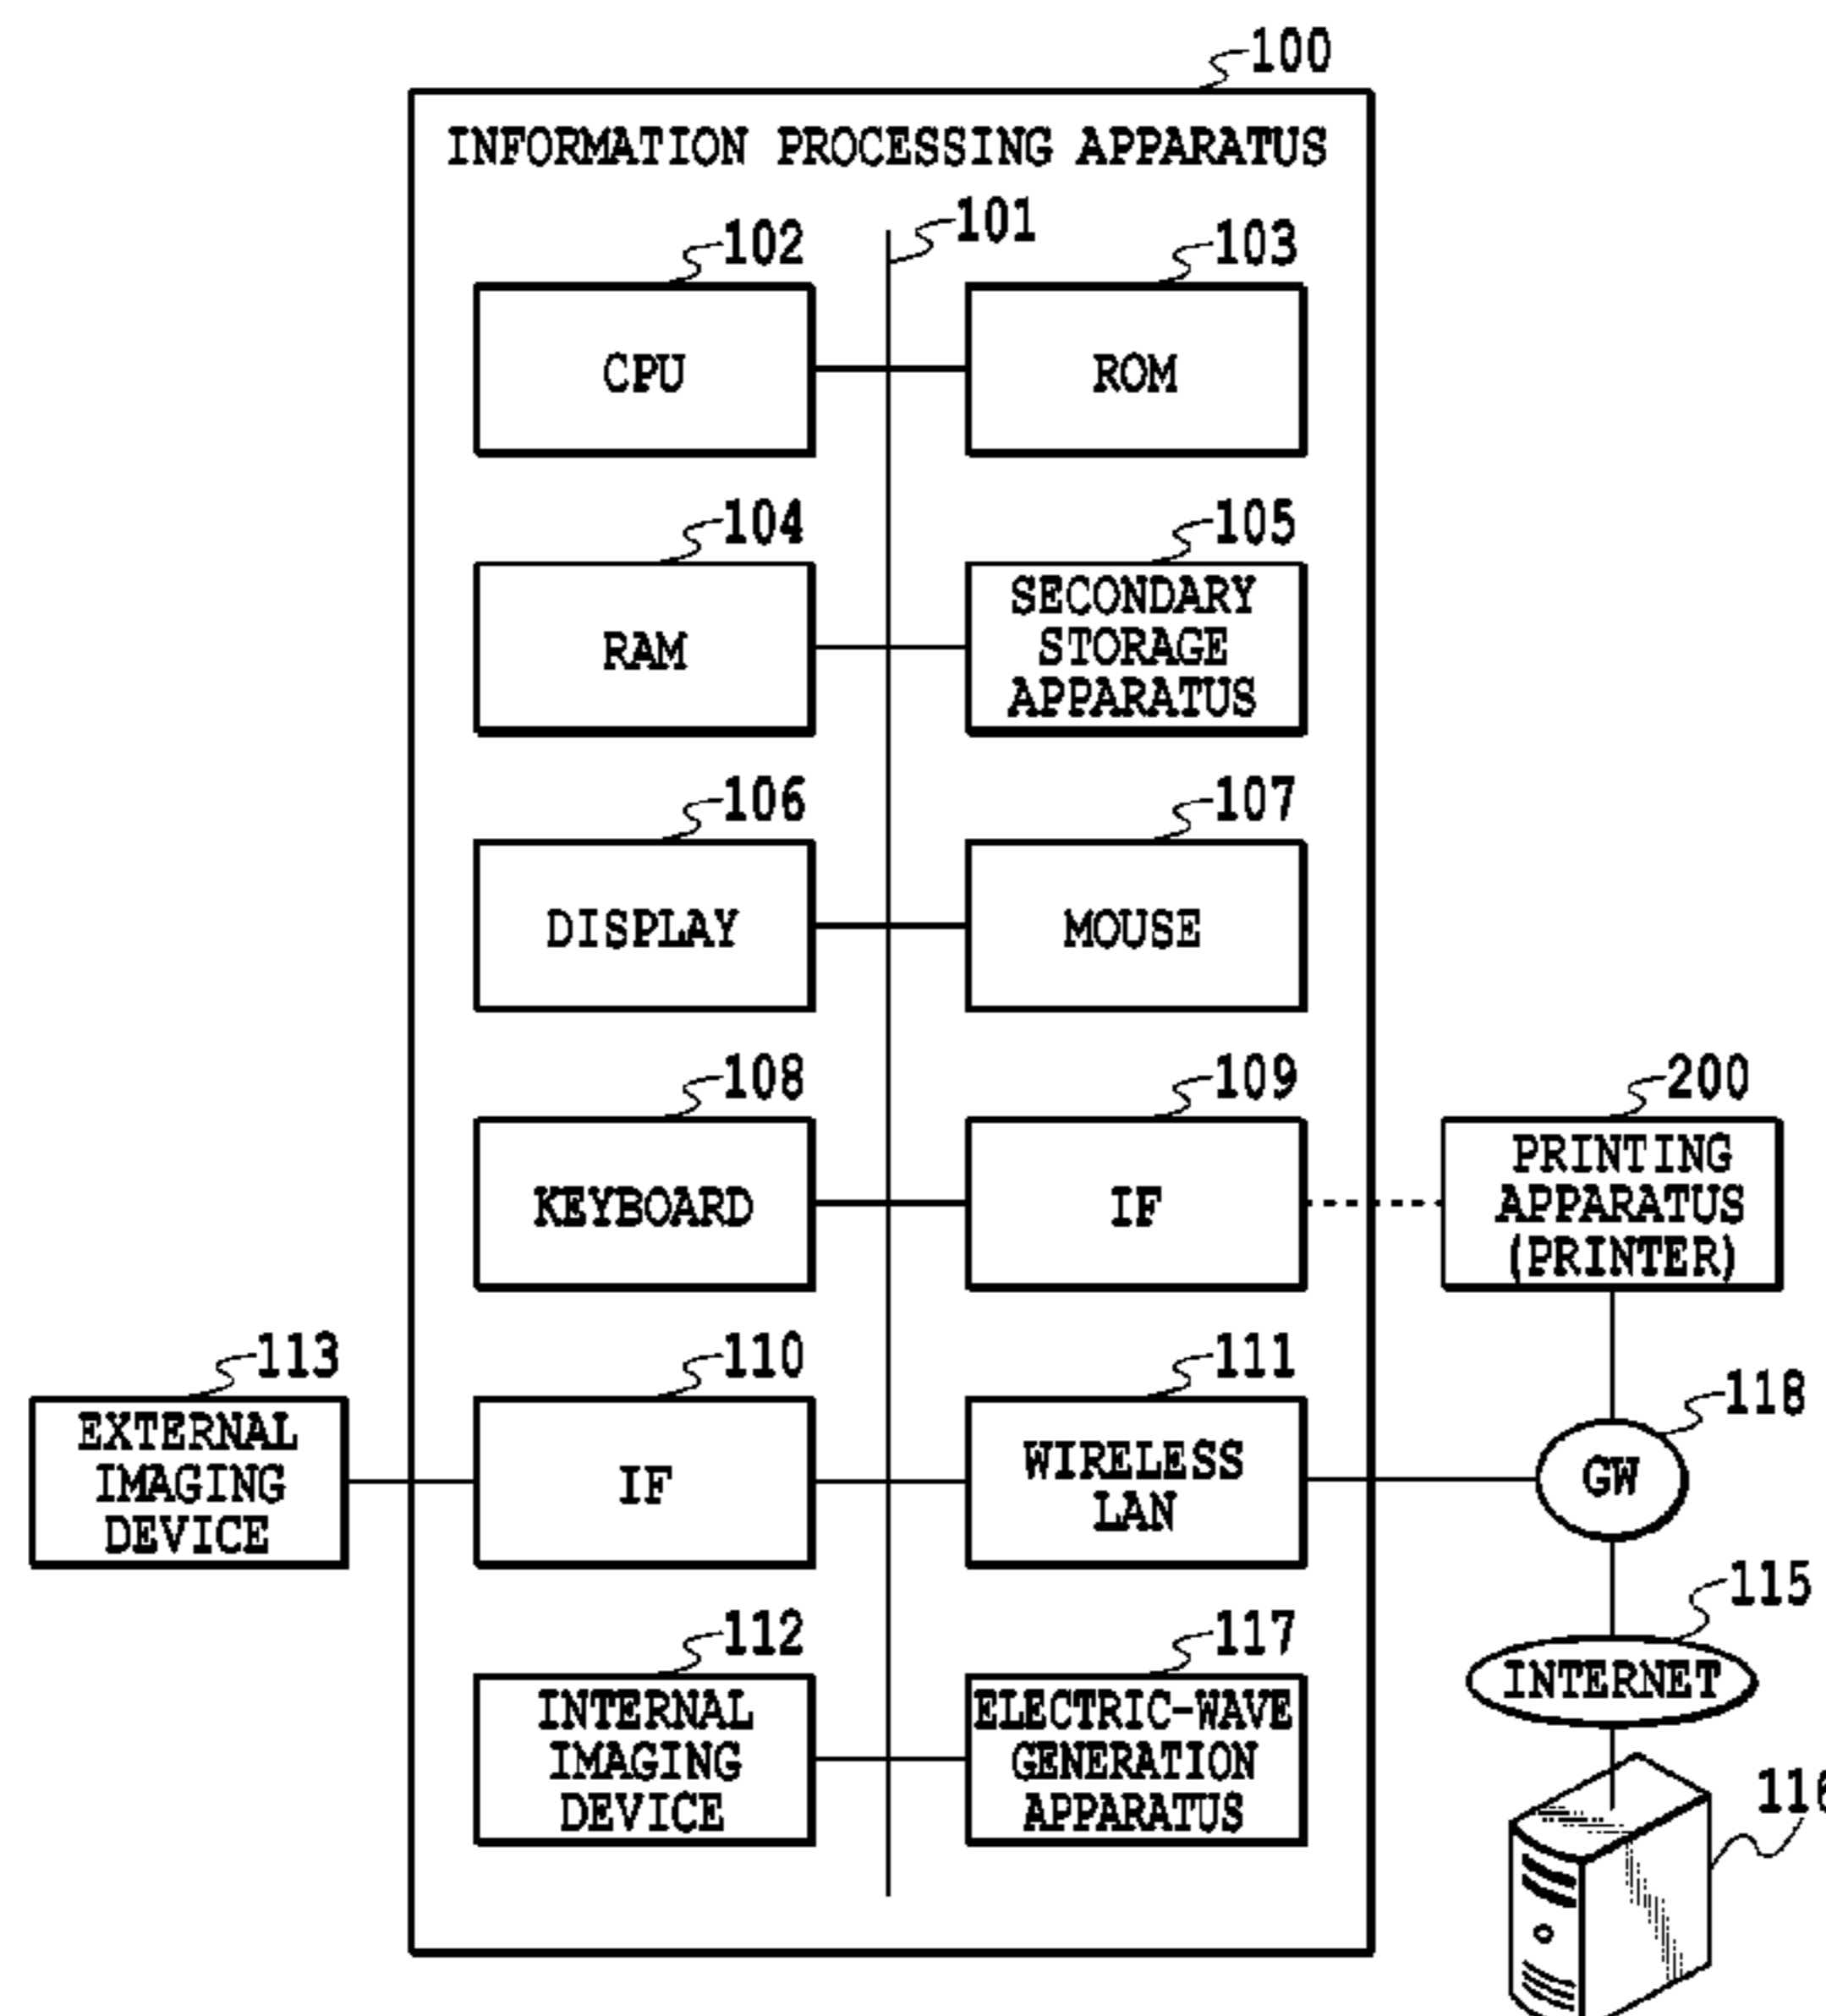 100
INFORMATION PROCESSING APPARATUS
101
102
CPU
103
ROM
104
RAM
105
SECONDARY
STORAGE
APPARATUS
106
DISPLAY
107
MOUSE
108
KEYBOARD
109
IF
200
PRINTING
APPARATUS
(PRINTER)
113
EXTERNAL
IMAGING
DEVICE
110
IF
111
WIRELESS
LAN
118
GW
112
INTERNAL
IMAGING
DEVICE
117
ELECTRIC-WAVE
GENERATION
APPARATUS
115
INTERNET
116